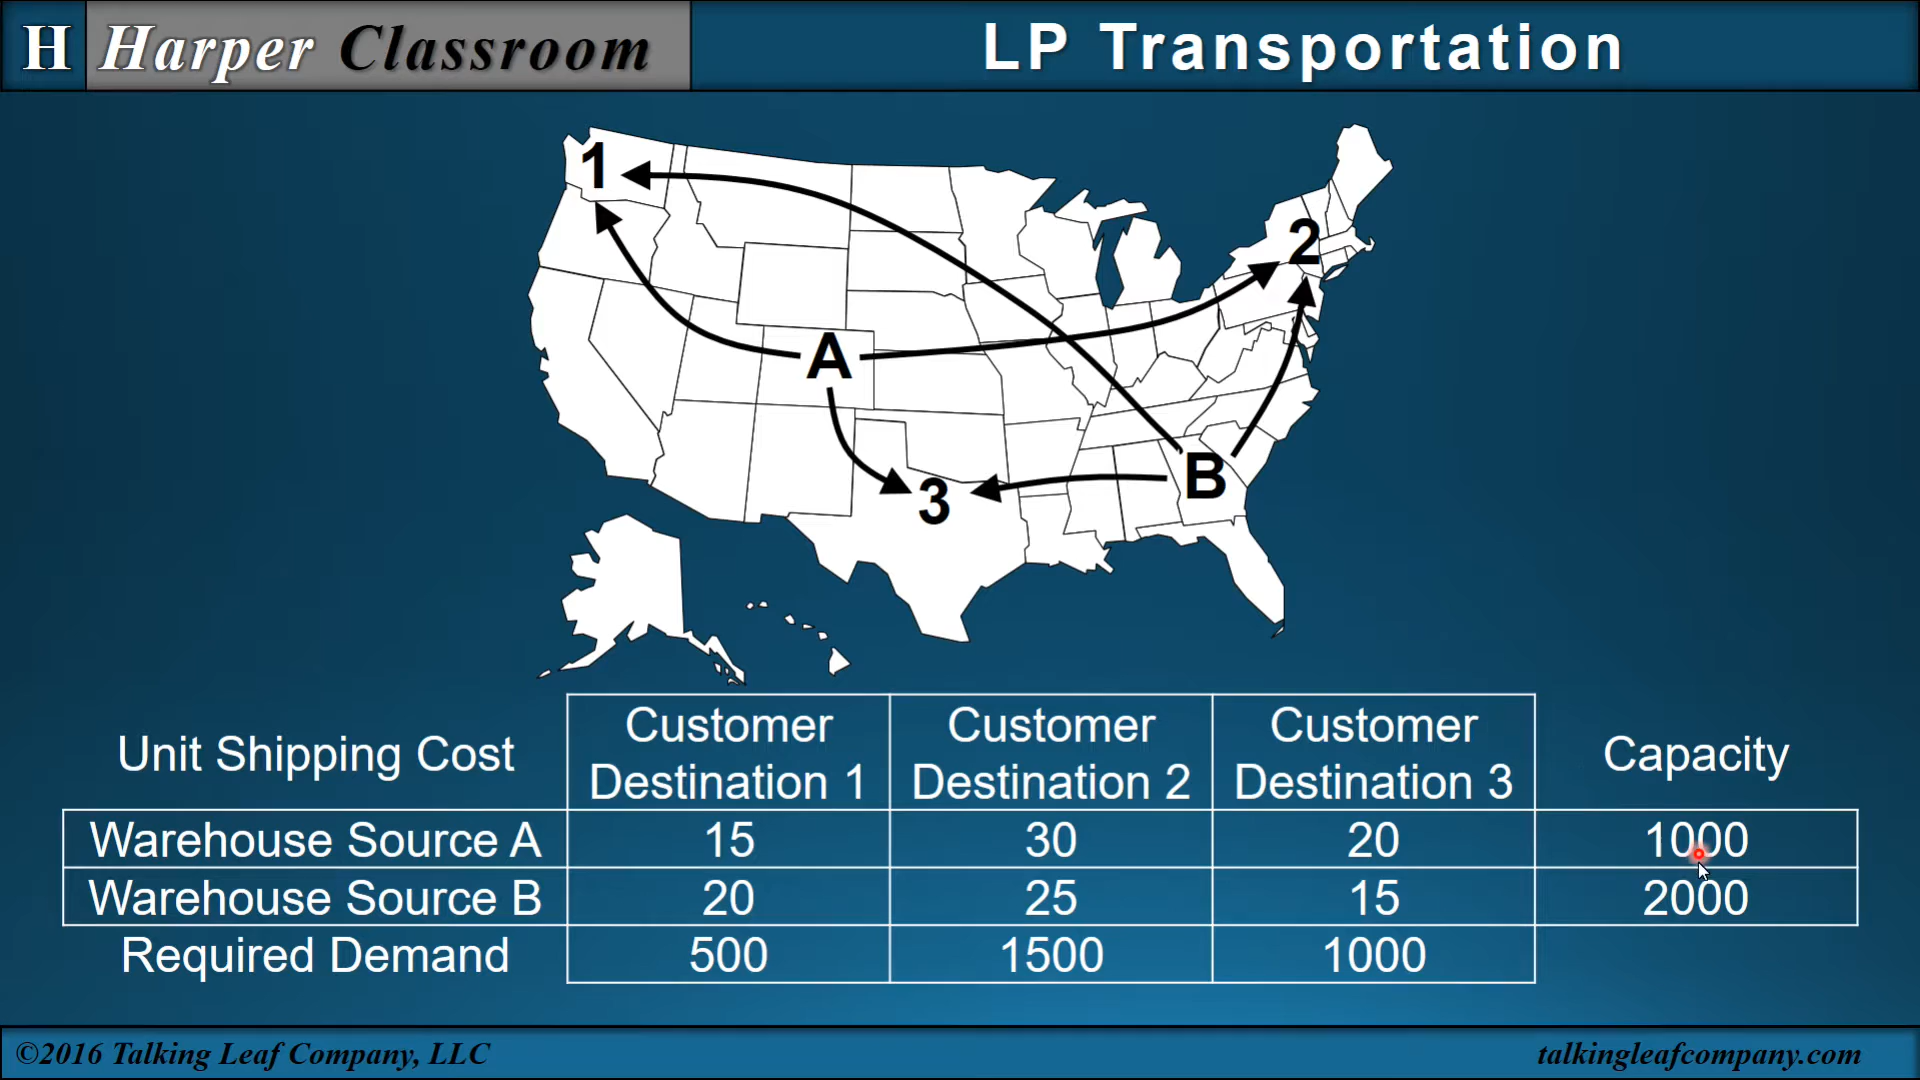 H Harper Classroom LP Transportation
1
2
A
B
3
Unit Shipping Cost Customer Destination 1 Customer Destination 2 Customer Destination 3 Capacity
Warehouse Source A 15 30 20 1000
Warehouse Source B 20 25 15 2000
Required Demand 500 1500 1000
©2016 Talking Leaf Company, LLC talkingleafcompany.com